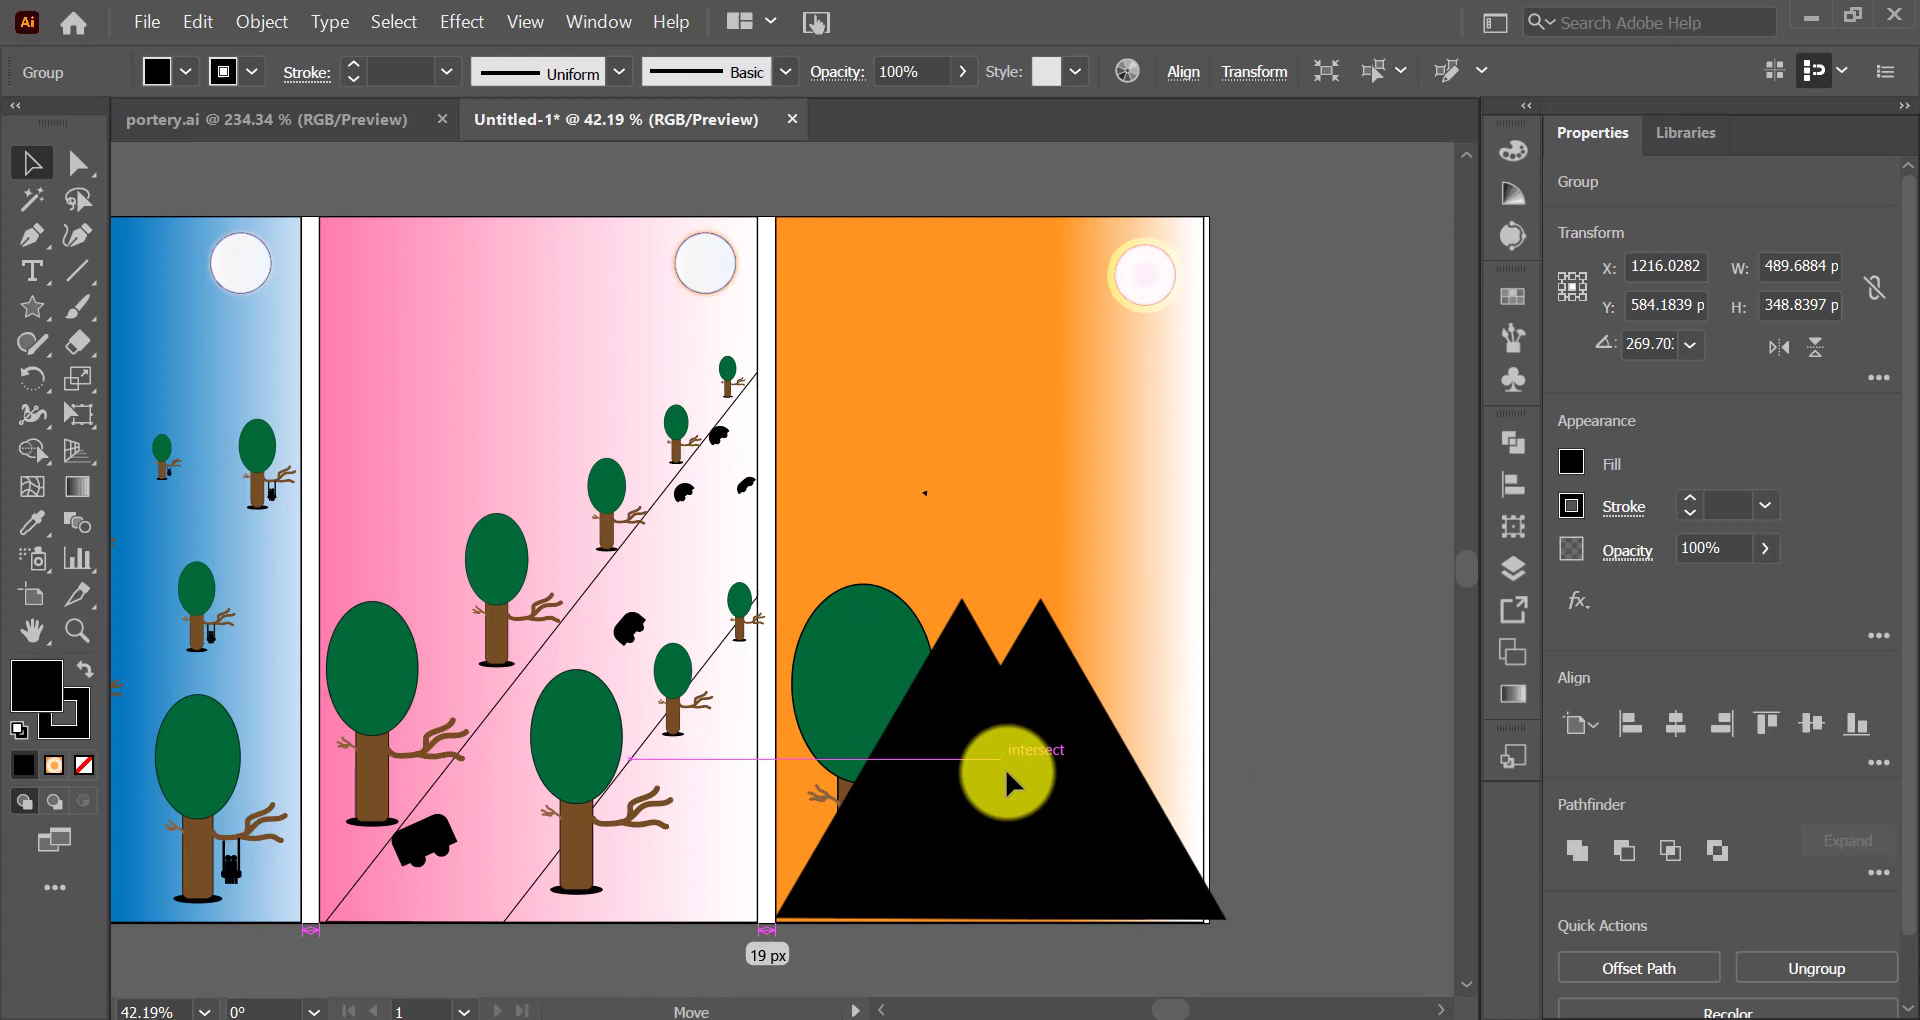 Ai File Edit Object Type Select Effect View Window Help Search Adobe Help
Group Stroke: Uniform Basic Opacity: 100% Style: Align Transform
portery.ai @ 234.34 % (RGB/Preview) Untitled-1* @ 42.19 % (RGB/Preview)
Properties Libraries
Group
Transform
X: 1216.0282 W: 489.6884 p
Y: 584.1839 p H: 348.8397 p
Appearance
Fill
Stroke
Opacity 100%
fx
intersect
Align
Pathfinder
Expand
Quick Actions
19 px
Offset Path Ungroup
42.19% 0° 1 Move
Recolor